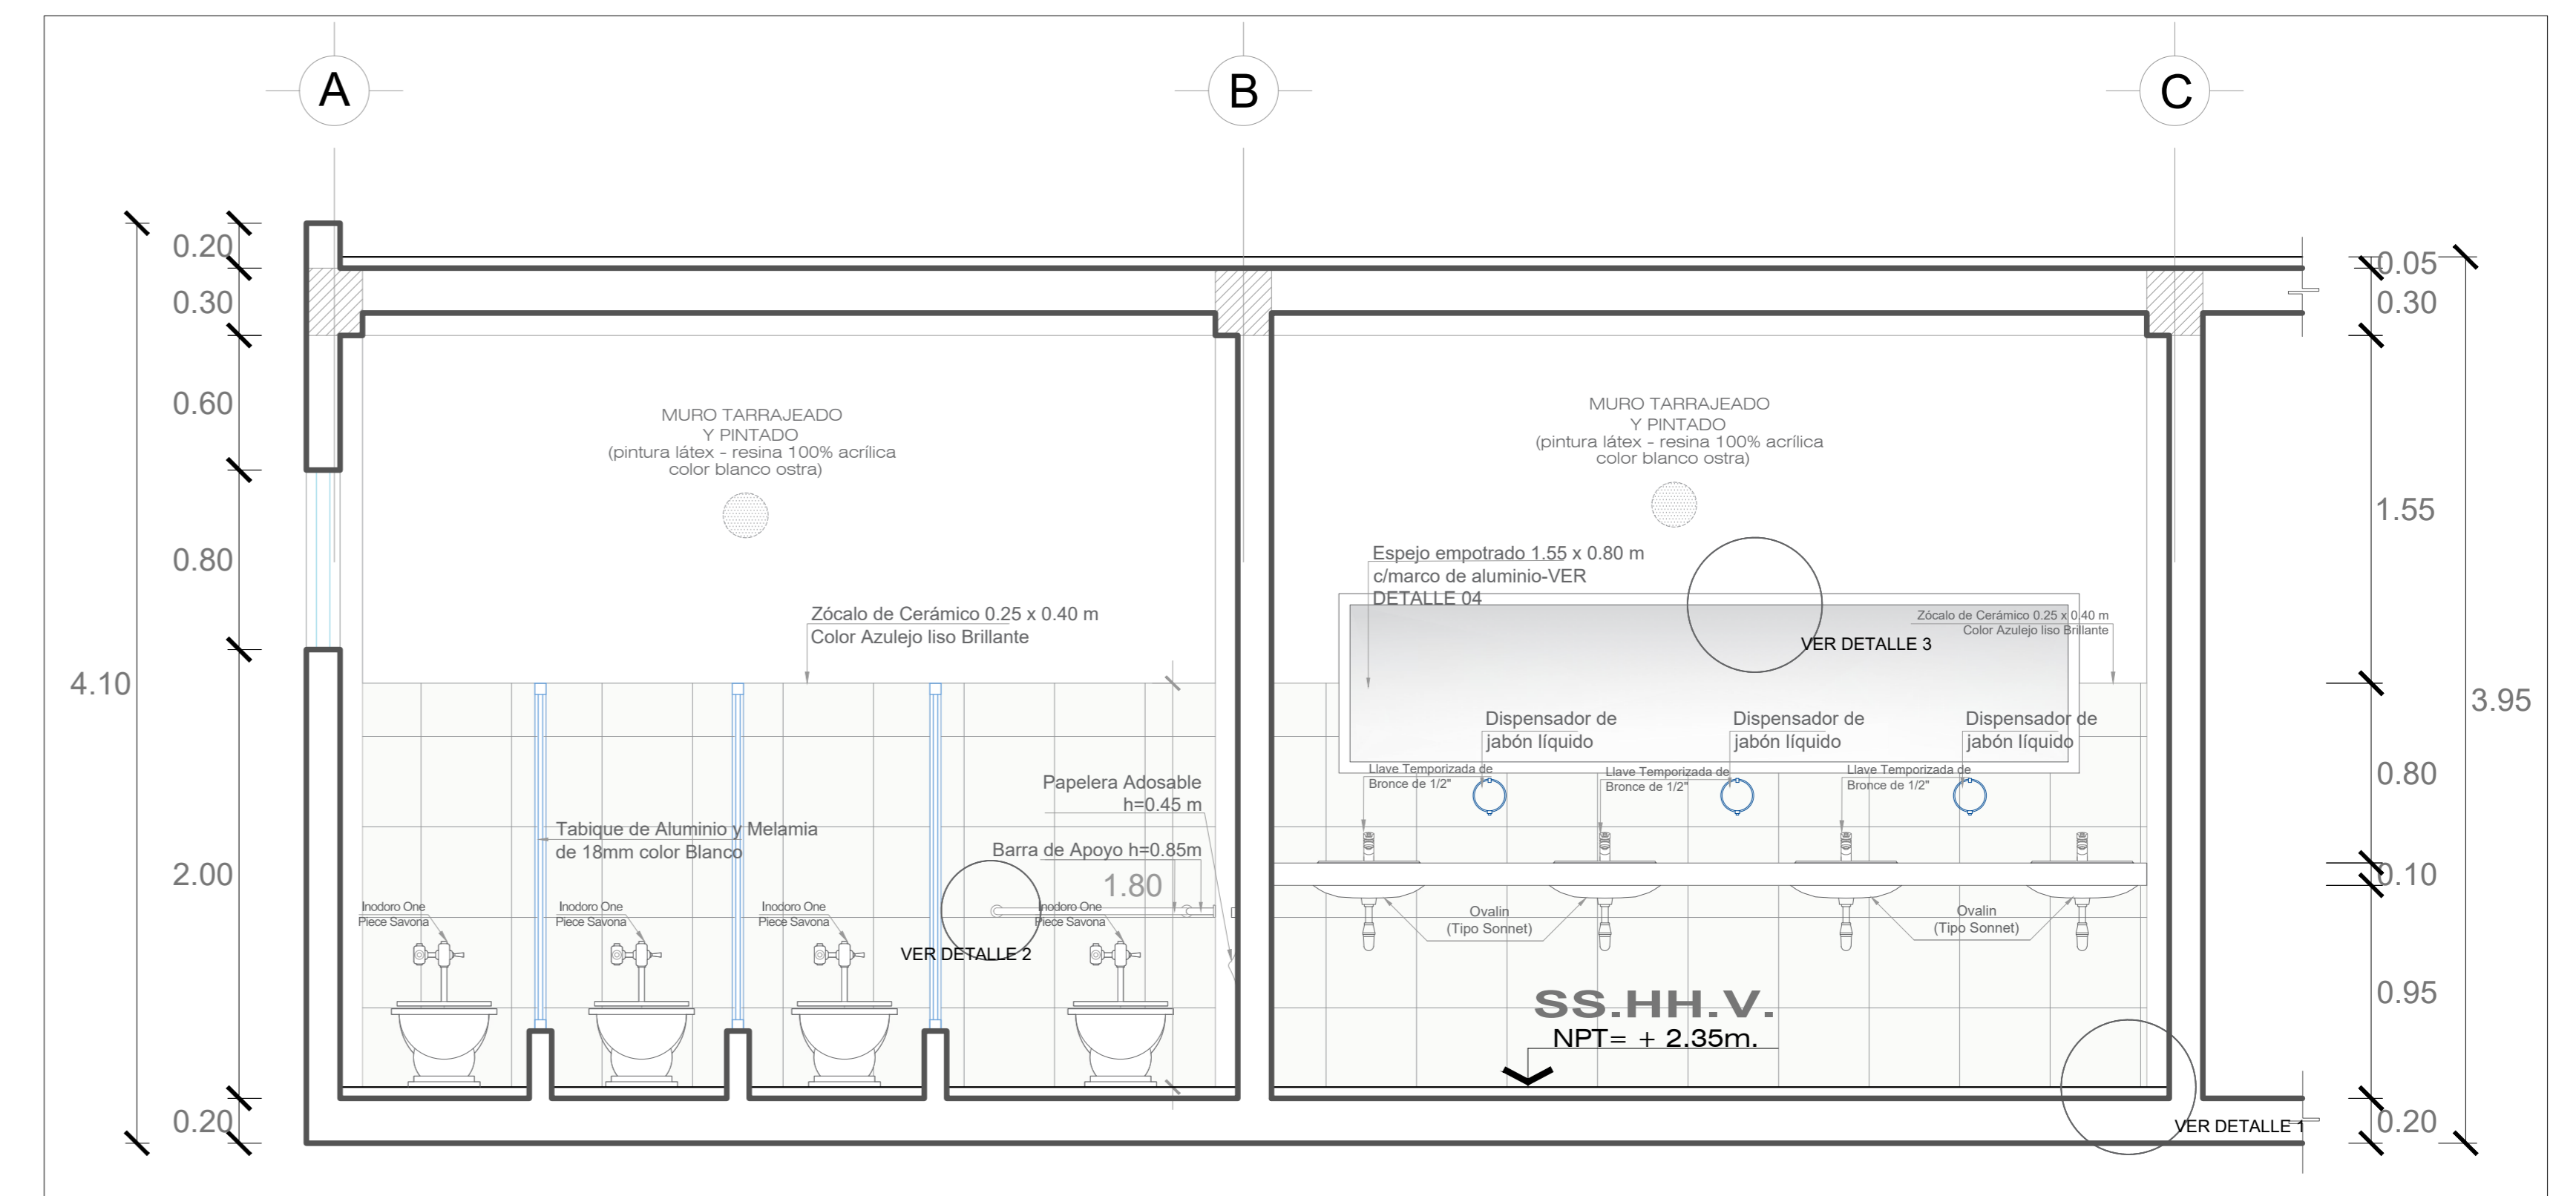 A
B
C
0.20
0.30
0.60
0.80
2.00
0.20
4.10
MURO TARRAJEADO
Y PINTADO
(pintura látex - resina 100% acrílica
color blanco ostra)
Zócalo de Cerámico 0.25 x 0.40 m
Color Azulejo liso Brillante
Tabique de Aluminio y Melamia
de 18mm color Blanco
Papelera Adosable
h=0.45 m
Barra de Apoyo h=0.85m
1.80
Inodoro One
Piece Savona
Inodoro One
Piece Savona
Inodoro One
Piece Savona
Inodoro One
Piece Savona
VER DETALLE 2
MURO TARRAJEADO
Y PINTADO
(pintura látex - resina 100% acrílica
color blanco ostra)
Espejo empotrado 1.55 x 0.80 m
c/marco de aluminio-VER
DETALLE 04
Zócalo de Cerámico 0.25 x 0.40 m
Color Azulejo liso Brillante
VER DETALLE 3
Dispensador de
jabón líquido
Dispensador de
jabón líquido
Dispensador de
jabón líquido
Llave Temporizada de
Bronce de 1/2"
Llave Temporizada de
Bronce de 1/2"
Llave Temporizada de
Bronce de 1/2"
Ovalin
(Tipo Sonnet)
Ovalin
(Tipo Sonnet)
SS.HH.V.
NPT= + 2.35m.
VER DETALLE 1
0.05
0.30
1.55
0.80
0.10
0.95
0.20
3.95